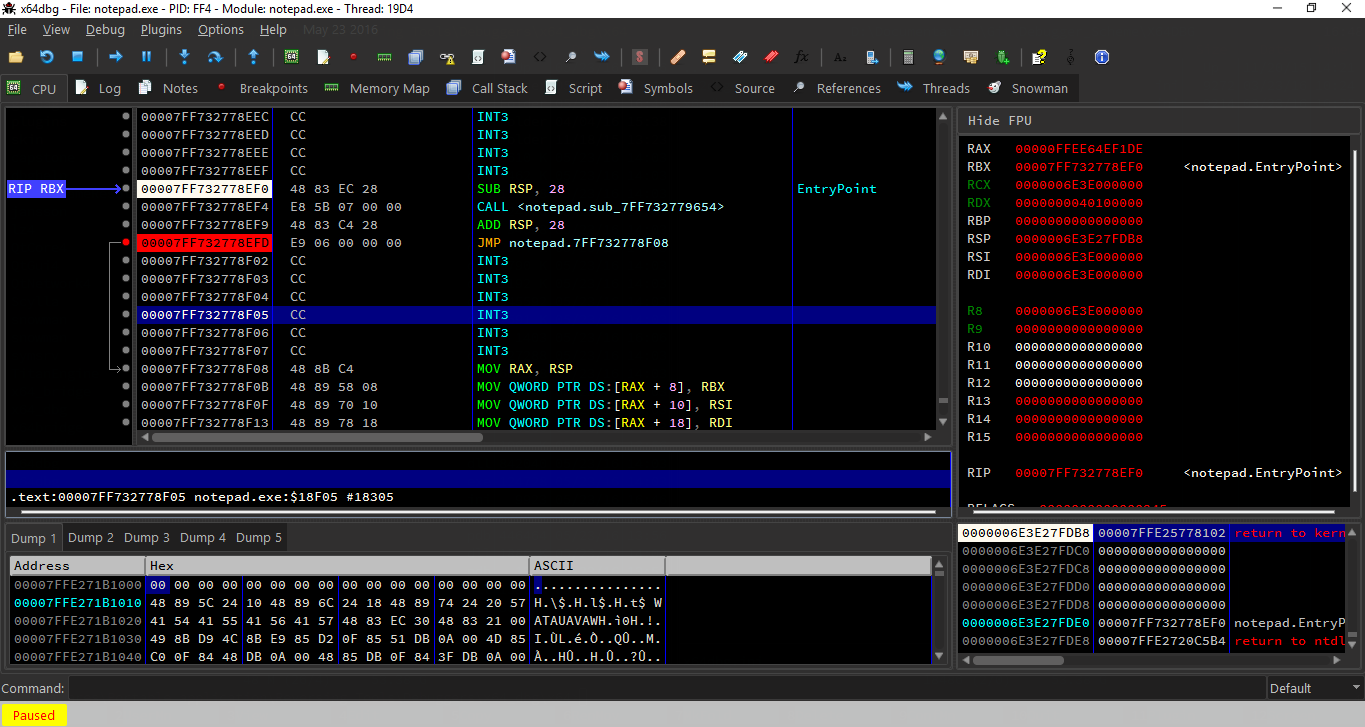 x64dbg - File: notepad.exe - PID: FF4 - Module: notepad.exe - Thread: 19D4
File View Debug Plugins Options Help May 23 2016
CPU Log Notes Breakpoints Memory Map Call Stack Script Symbols Source References Threads Snowman
RIP RBX
00007FF732778EEC CC INT3
00007FF732778EED CC INT3
00007FF732778EEE CC INT3
00007FF732778EEF CC INT3
00007FF732778EF0 48 83 EC 28 SUB RSP, 28 EntryPoint
00007FF732778EF4 E8 5B 07 00 00 CALL <notepad.sub_7FF732779654>
00007FF732778EF9 48 83 C4 28 ADD RSP, 28
00007FF732778EFD E9 06 00 00 00 JMP notepad.7FF732778F08
00007FF732778F02 CC INT3
00007FF732778F03 CC INT3
00007FF732778F04 CC INT3
00007FF732778F05 CC INT3
00007FF732778F06 CC INT3
00007FF732778F07 CC INT3
00007FF732778F08 48 8B C4 MOV RAX, RSP
00007FF732778F0B 48 89 58 08 MOV QWORD PTR DS:[RAX + 8], RBX
00007FF732778F0F 48 89 70 10 MOV QWORD PTR DS:[RAX + 10], RSI
00007FF732778F13 48 89 78 18 MOV QWORD PTR DS:[RAX + 18], RDI
.text:00007FF732778F05 notepad.exe:$18F05 #18305
Hide FPU
RAX 00000FFEE64EF1DE
RBX 00007FF732778EF0 <notepad.EntryPoint>
RCX 0000006E3E000000
RDX 0000000040100000
RBP 0000000000000000
RSP 0000006E3E27FDB8
RSI 0000006E3E000000
RDI 0000006E3E000000
R8 0000006E3E000000
R9 0000000000000000
R10 0000000000000000
R11 0000000000000000
R12 0000000000000000
R13 0000000000000000
R14 0000000000000000
R15 0000000000000000
RIP 00007FF732778EF0 <notepad.EntryPoint>
Dump 1 Dump 2 Dump 3 Dump 4 Dump 5
Address Hex ASCII
00007FFE271B1000 00 00 00 00 00 00 00 00 00 00 00 00 00 00 00 00 ................
00007FFE271B1010 48 89 5C 24 10 48 89 6C 24 18 48 89 74 24 20 57 H.\$.H.l$.H.t$ W
00007FFE271B1020 41 54 41 55 41 56 41 57 48 83 EC 30 48 83 21 00 ATAUAVAWH.ì0H.!.
00007FFE271B1030 49 8B D9 4C 8B E9 85 D2 0F 85 51 DB 0A 00 4D 85 I.ÙL.é.Ò..QÛ..M.
00007FFE271B1040 C0 0F 84 48 DB 0A 00 48 85 DB 0F 84 3F DB 0A 00 À..HÛ..H.Û..?Û..
0000006E3E27FDB8 00007FFE25778102 return to kern
0000006E3E27FDC0 0000000000000000
0000006E3E27FDC8 0000000000000000
0000006E3E27FDD0 0000000000000000
0000006E3E27FDD8 0000000000000000
0000006E3E27FDE0 00007FF732778EF0 notepad.EntryP
0000006E3E27FDE8 00007FFE2720C5B4 return to ntdl
Command: Default
Paused